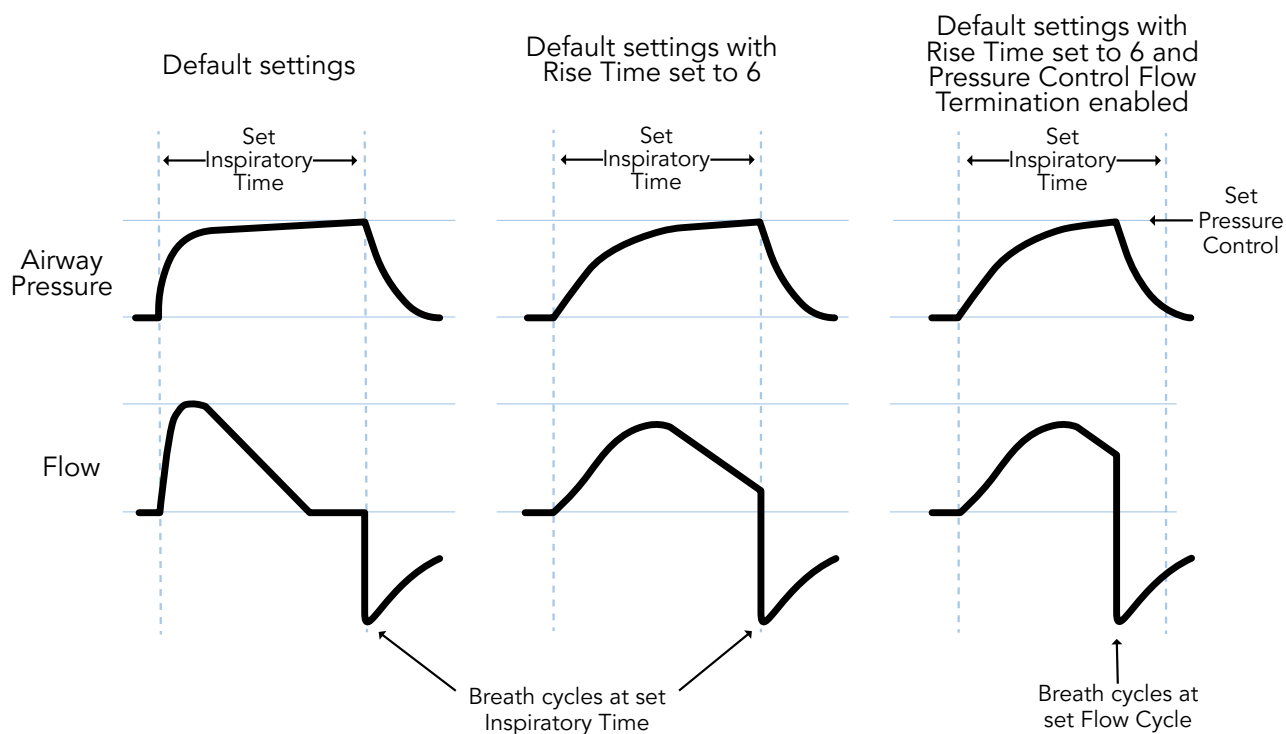 Default settings
Default settings with
Rise Time set to 6
Default settings with
Rise Time set to 6 and
Pressure Control Flow
Termination enabled
Set
Inspiratory
Time
Set
Inspiratory
Time
Set
Inspiratory
Time
Set
Pressure
Control
Airway
Pressure
Flow
Breath cycles at set
Inspiratory Time
Breath cycles at
set Flow Cycle